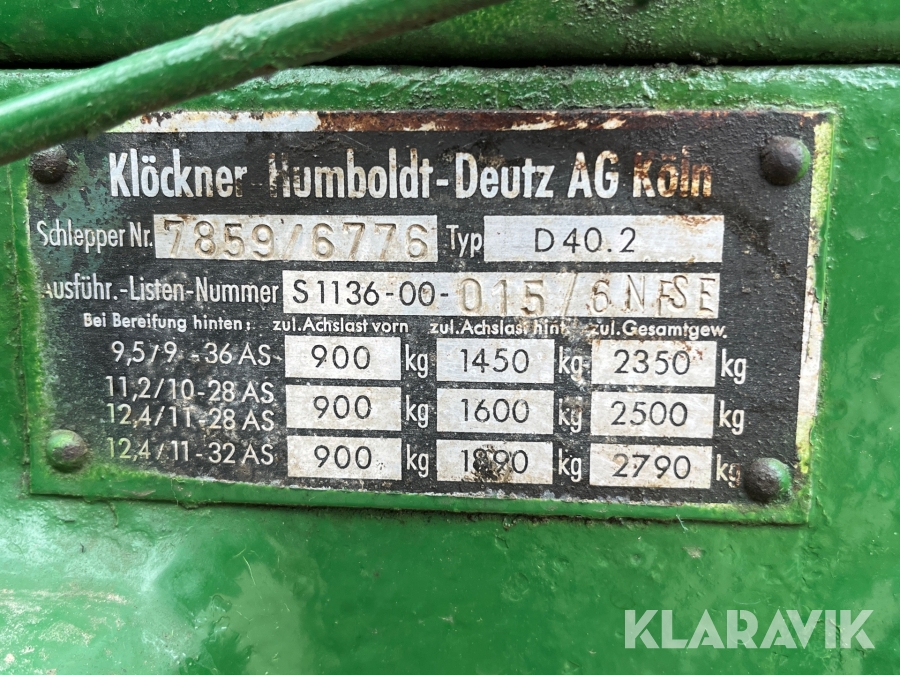 Klöckner Humboldt-Deutz AG Köln
Schlepper Nr. 7859/6776 Typ D40.2
Ausführ.-Listen-Nummer S1136-00-015/6NFSE
Bei Bereifung hinten: zul.Achslast vorn zul.Achslast hint. zul.Gesamtgew.
9,5/9-36 AS 900 kg 1450 kg 2350 kg
11,2/10-28 AS
12,4/11-28 AS 900 kg 1600 kg 2500 kg
12,4/11-32 AS 900 kg 1890 kg 2790 kg
KLARAVIK